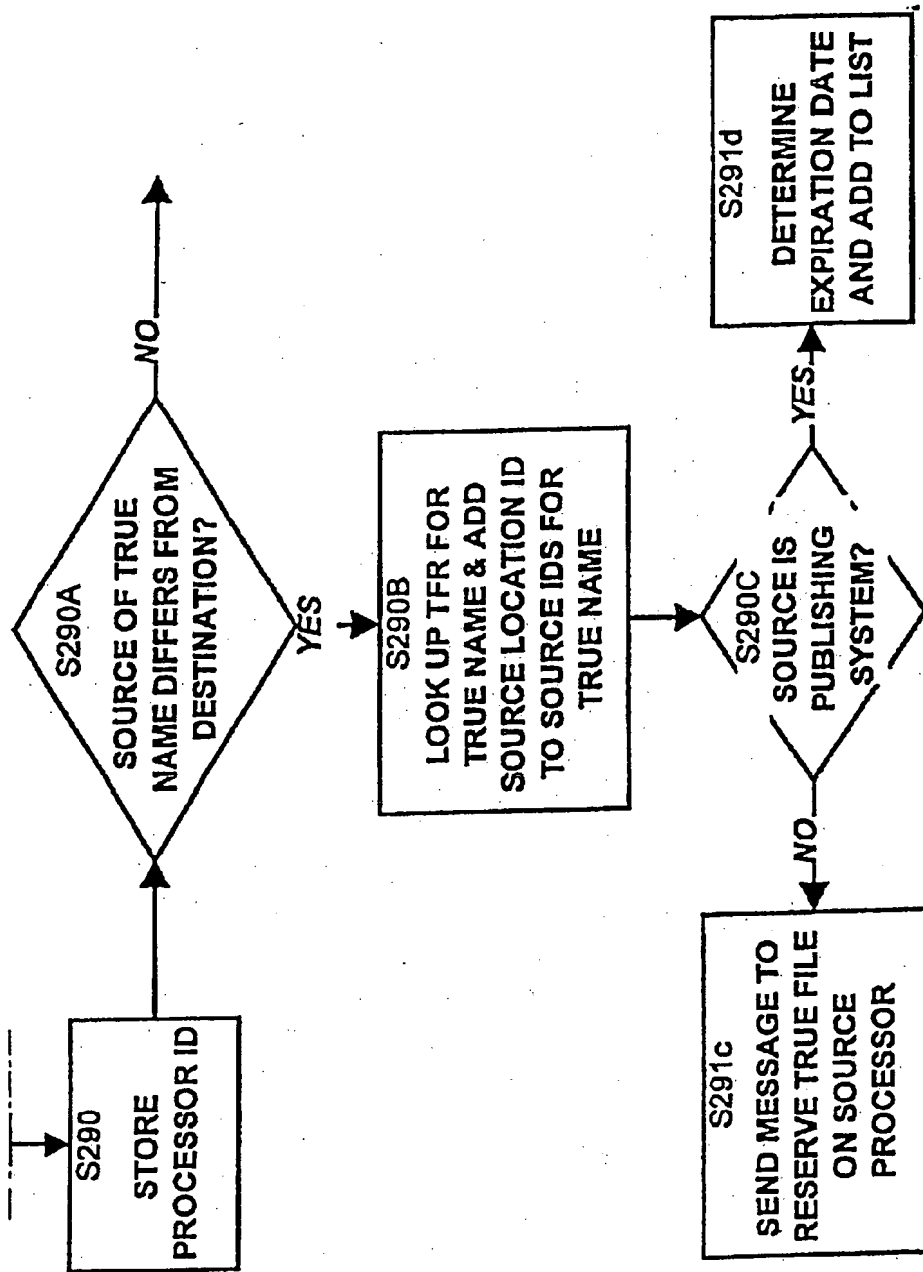 S290
STORE
PROCESSOR ID
S290A
SOURCE OF TRUE
NAME DIFFERS FROM
DESTINATION?
NO
YES
S290B
LOOK UP TFR FOR
TRUE NAME & ADD
SOURCE LOCATION ID
TO SOURCE IDS FOR
TRUE NAME
S290C
SOURCE IS
PUBLISHING
SYSTEM?
NO
YES
S291c
SEND MESSAGE TO
RESERVE TRUE FILE
ON SOURCE
PROCESSOR
S291d
DETERMINE
EXPIRATION DATE
AND ADD TO LIST